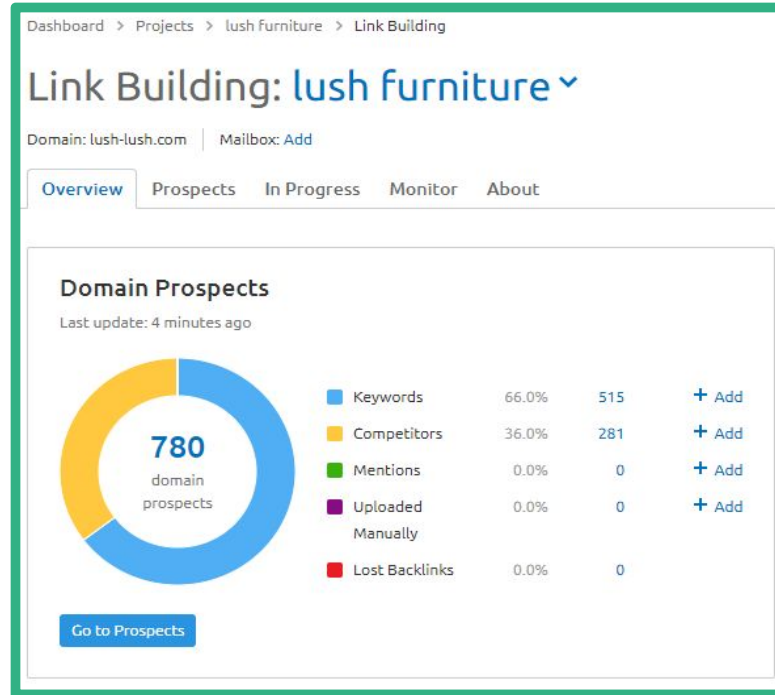 Dashboard > Projects > lush furniture > Link Building
Link Building: lush furniture
Domain: lush-lush.com Mailbox: Add
Overview Prospects In Progress Monitor About
Domain Prospects
Last update: 4 minutes ago
780
domain
prospects
Keywords 66.0% 515 + Add
Competitors 36.0% 281 + Add
Mentions 0.0% 0 + Add
Uploaded 0.0% 0 + Add
Manually
Lost Backlinks 0.0% 0
Go to Prospects